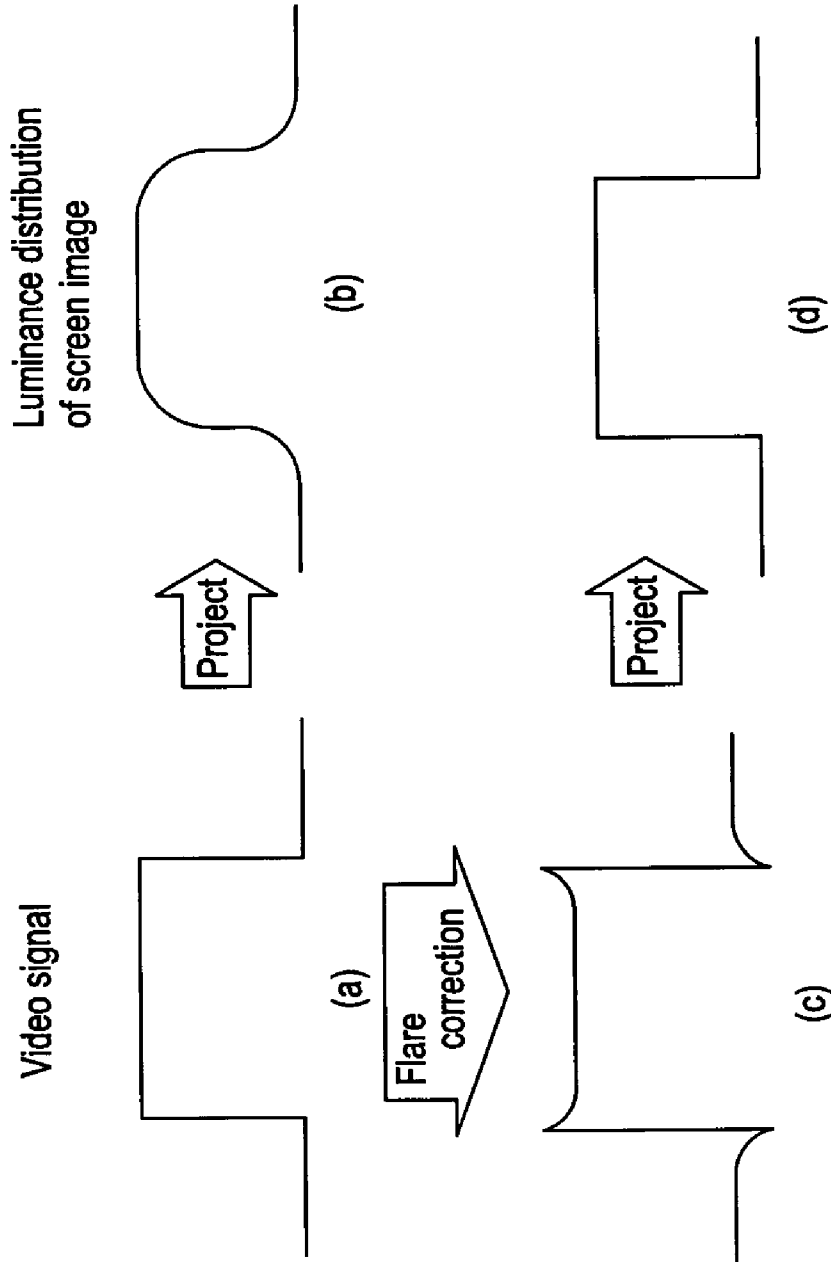 Video signal
Luminance distribution
of screen image
Project
(a)
(b)
Flare
correction
Project
(c)
(d)